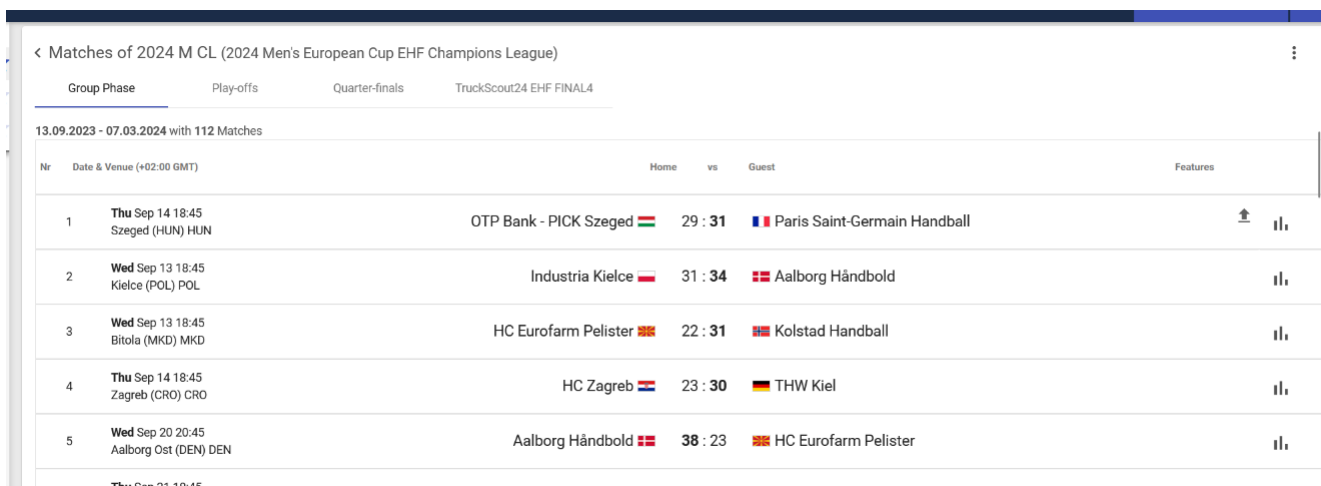 Matches of 2024 M CL (2024 Men's European Cup EHF Champions League)
Group Phase Play-offs Quarter-finals TruckScout24 EHF FINAL4
13.09.2023 - 07.03.2024 with 112 Matches
Nr Date & Venue (+02:00 GMT) Home vs Guest Features
1 Thu Sep 14 18:45 OTP Bank - PICK Szeged 29 : 31 Paris Saint-Germain Handball
Szeged (HUN) HUN
2 Wed Sep 13 18:45 Industria Kielce 31 : 34 Aalborg Håndbold
Kielce (POL) POL
3 Wed Sep 13 18:45 HC Eurofarm Pelister 22 : 31 Kolstad Handball
Bitola (MKD) MKD
4 Thu Sep 14 18:45 HC Zagreb 23 : 30 THW Kiel
Zagreb (CRO) CRO
5 Wed Sep 20 20:45 Aalborg Håndbold 38 : 23 HC Eurofarm Pelister
Aalborg Ost (DEN) DEN
Thu Sep 21 18:45